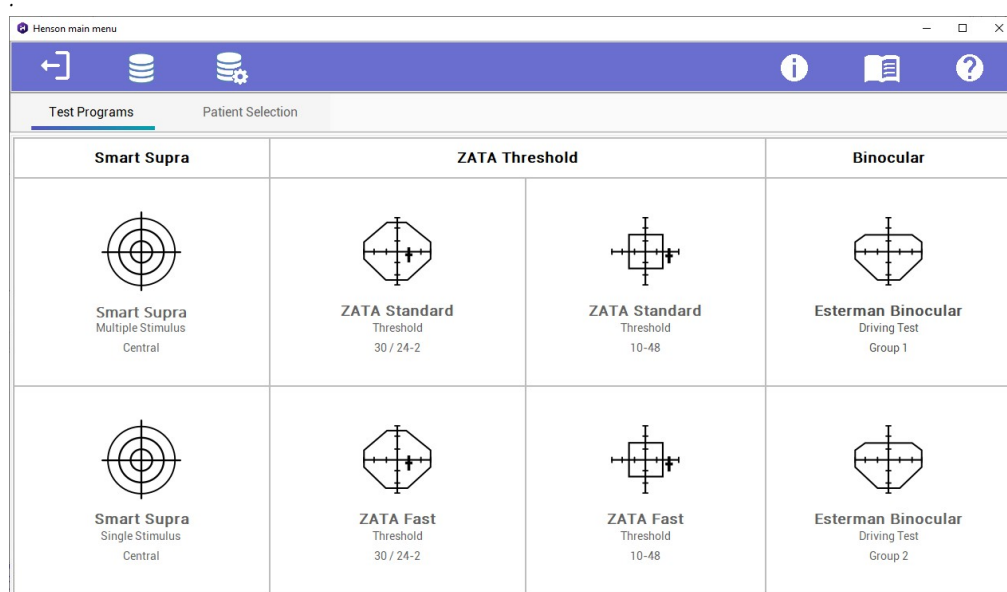 Henson main menu
Test Programs
Patient Selection
Smart Supra
ZATA Threshold
Binocular
Smart Supra
Multiple Stimulus
Central
ZATA Standard
Threshold
30 / 24-2
ZATA Standard
Threshold
10-48
Esterman Binocular
Driving Test
Group 1
Smart Supra
Single Stimulus
Central
ZATA Fast
Threshold
30 / 24-2
ZATA Fast
Threshold
10-48
Esterman Binocular
Driving Test
Group 2